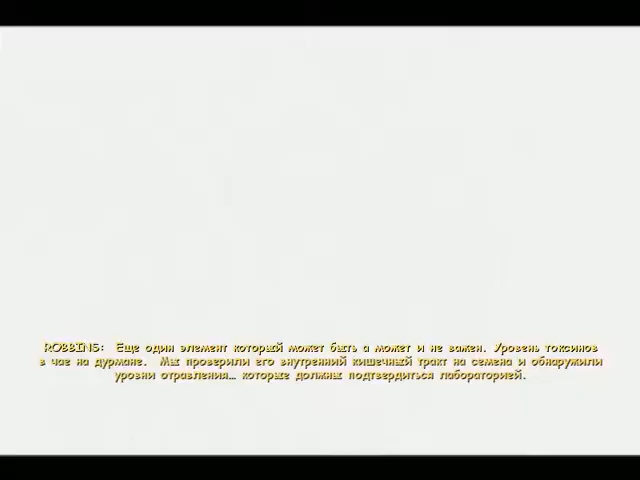 ROBBINS: Еще один элемент который может быть а может и не важен. Уровень токсинов
в чае на дурмане. Мы проверили его внутренний кишечный тракт на семена и обнаружили
уровни отравления... которые должны подтвердиться лабораторией.